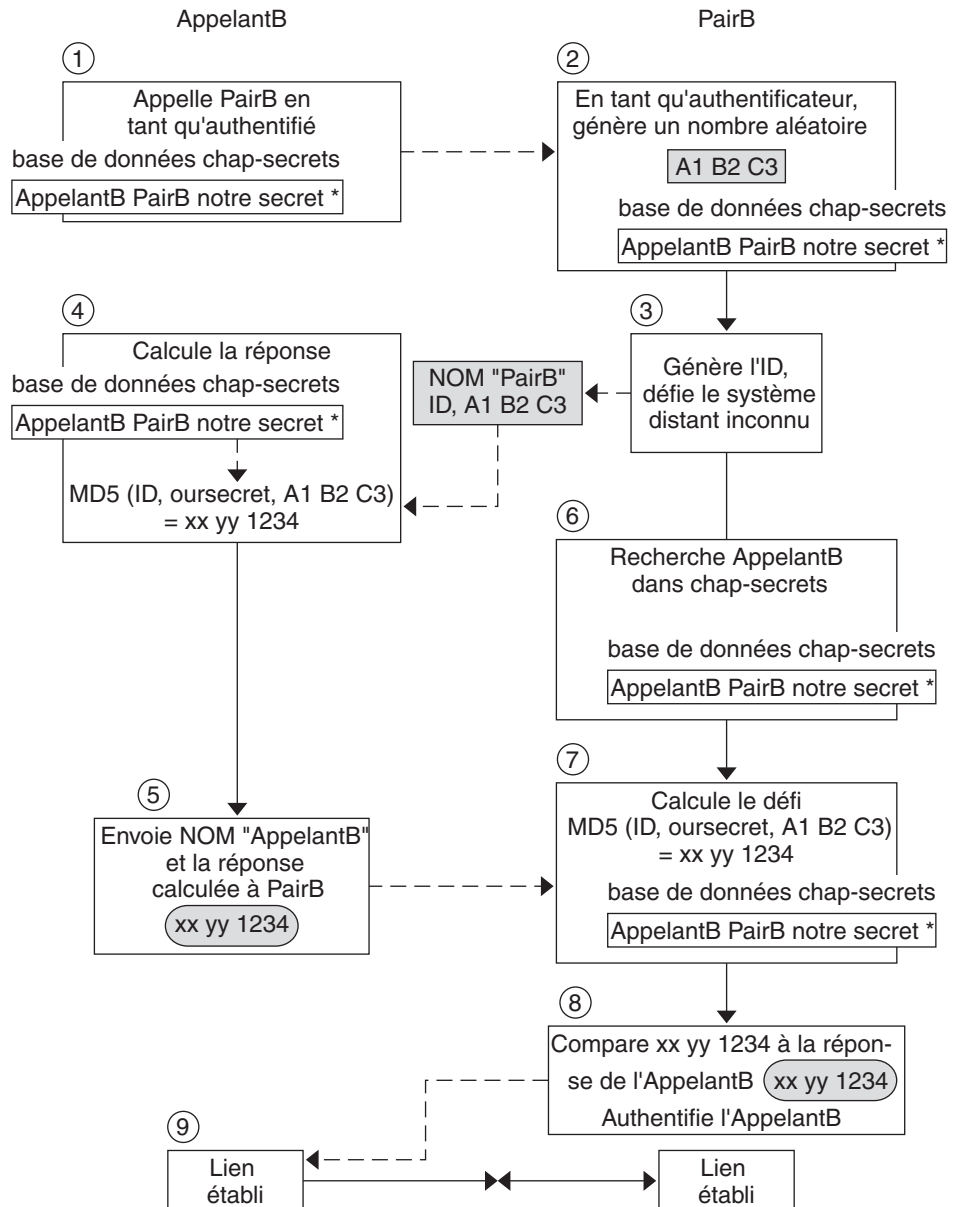 AppelantB
PairB
1
Appelle PairB en
tant qu'authentifié
base de données chap-secrets
AppelantB PairB notre secret *
2
En tant qu'authentificateur,
génère un nombre aléatoire
A1 B2 C3
base de données chap-secrets
AppelantB PairB notre secret *
3
Génère l'ID,
défie le système
distant inconnu
NOM "PairB"
ID, A1 B2 C3
4
Calcule la réponse
base de données chap-secrets
AppelantB PairB notre secret *
MD5 (ID, oursecret, A1 B2 C3)
= xx yy 1234
5
Envoie NOM "AppelantB"
et la réponse
calculée à PairB
xx yy 1234
6
Recherche AppelantB
dans chap-secrets
base de données chap-secrets
AppelantB PairB notre secret *
7
Calcule le défi
MD5 (ID, oursecret, A1 B2 C3)
= xx yy 1234
base de données chap-secrets
AppelantB PairB notre secret *
8
Compare xx yy 1234 à la répon-
se de l'AppelantB xx yy 1234
Authentifie l'AppelantB
9
Lien
établi
Lien
établi